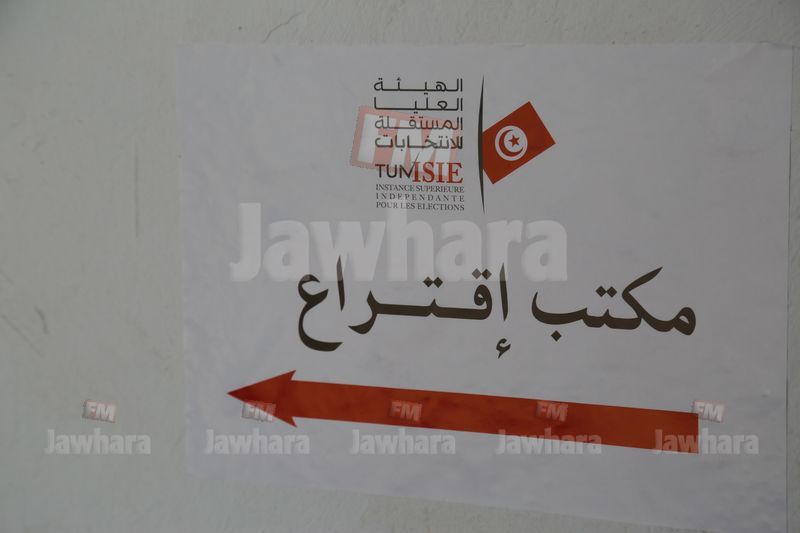 الهيئة
العليا
المستقلة
للانتخابات
TUNISIE
INSTANCE SUPERIEURE
INDEPENDANTE
POUR LES ELECTIONS
FM
Jawhara
مكتب إقتراع
FM FM FM FM FM
Jawhara Jawhara Jawhara Jawhara Jawhara